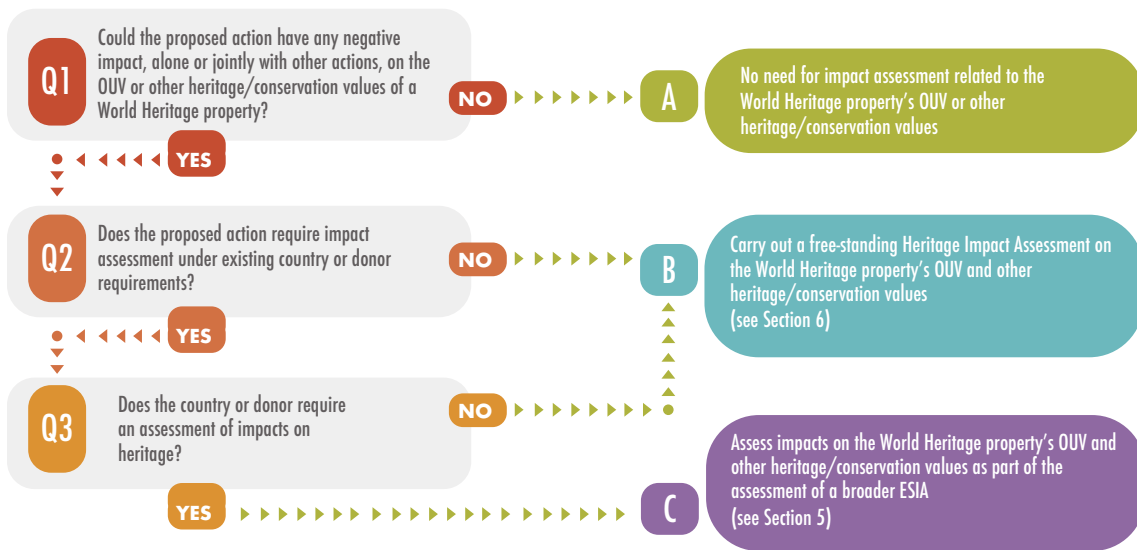 Q1
Could the proposed action have any negative
impact, alone or jointly with other actions, on the
OUV or other heritage/conservation values of a
World Heritage property?
NO
A
No need for impact assessment related to the
World Heritage property's OUV or other
heritage/conservation values
YES
Q2
Does the proposed action require impact
assessment under existing country or donor
requirements?
NO
B
Carry out a free-standing Heritage Impact Assessment on
the World Heritage property's OUV and other
heritage/conservation values
(see Section 6)
YES
Q3
Does the country or donor require
an assessment of impacts on
heritage?
NO
YES
C
Assess impacts on the World Heritage property's OUV and
other heritage/conservation values as part of the
assessment of a broader ESIA
(see Section 5)